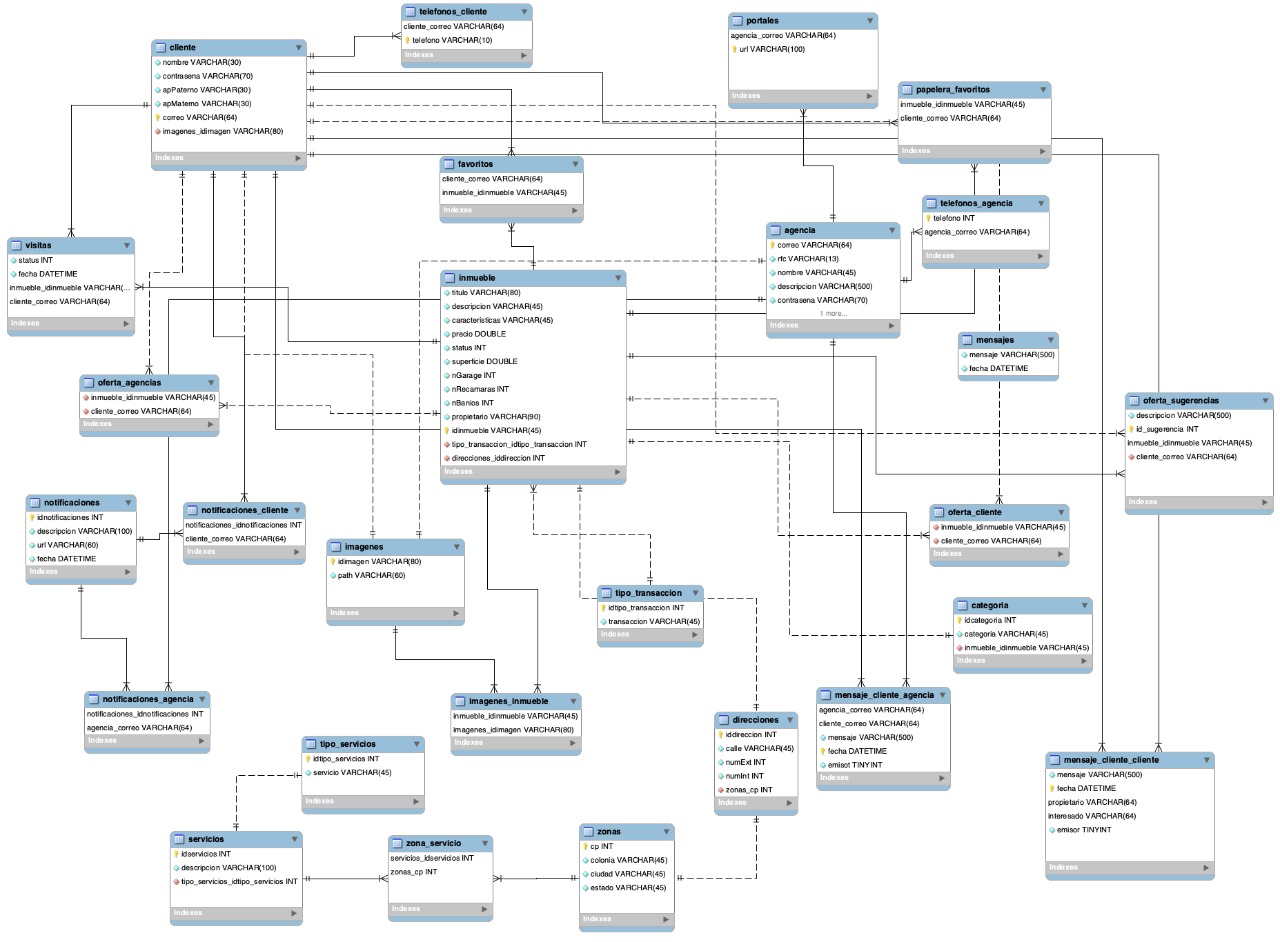 telefonos_cliente
cliente_correo VARCHAR(64)
telefono VARCHAR(10)
Indexes
portales
agencia_correo VARCHAR(64)
url VARCHAR(100)
Indexes
cliente
nombre VARCHAR(30)
contrasena VARCHAR(70)
apPaterno VARCHAR(30)
apMaterno VARCHAR(30)
correo VARCHAR(64)
imagenes_idimagen VARCHAR(80)
Indexes
papelera_favoritos
inmueble_idinmueble VARCHAR(45)
cliente_correo VARCHAR(64)
Indexes
favoritos
cliente_correo VARCHAR(64)
inmueble_idinmueble VARCHAR(45)
Indexes
telefonos_agencia
telefono INT
agencia_correo VARCHAR(64)
Indexes
agencia
correo VARCHAR(64)
rfc VARCHAR(13)
nombre VARCHAR(45)
descripcion VARCHAR(500)
contrasena VARCHAR(70)
1 more...
Indexes
visitas
status INT
fecha DATETIME
inmueble_idinmueble VARCHAR(...
cliente_correo VARCHAR(64)
Indexes
inmueble
titulo VARCHAR(80)
descripcion VARCHAR(45)
caracteristicas VARCHAR(45)
precio DOUBLE
status INT
superficie DOUBLE
nGarage INT
nRecamaras INT
nBanios INT
propietario VARCHAR(90)
idinmueble VARCHAR(45)
tipo_transaccion_idtipo_transaccion INT
direcciones_iddireccion INT
Indexes
mensajes
mensaje VARCHAR(500)
fecha DATETIME
oferta_agencias
inmueble_idinmueble VARCHAR(45)
cliente_correo VARCHAR(64)
Indexes
oferta_sugerencias
descripcion VARCHAR(500)
id_sugerencia INT
inmueble_idinmueble VARCHAR(45)
cliente_correo VARCHAR(64)
Indexes
notificaciones
idnotificaciones INT
descripcion VARCHAR(100)
url VARCHAR(60)
fecha DATETIME
Indexes
notificaciones_cliente
notificaciones_idnotificaciones INT
cliente_correo VARCHAR(64)
Indexes
oferta_cliente
inmueble_idinmueble VARCHAR(45)
cliente_correo VARCHAR(64)
Indexes
imagenes
idimagen VARCHAR(80)
path VARCHAR(60)
Indexes
tipo_transaccion
idtipo_transaccion INT
transaccion VARCHAR(45)
Indexes
categoria
idcategoria INT
categoria VARCHAR(45)
inmueble_idinmueble VARCHAR(45)
Indexes
notificaciones_agencia
notificaciones_idnotificaciones INT
agencia_correo VARCHAR(64)
Indexes
imagenes_inmueble
inmueble_idinmueble VARCHAR(45)
imagenes_idimagen VARCHAR(80)
Indexes
mensaje_cliente_agencia
agencia_correo VARCHAR(64)
cliente_correo VARCHAR(64)
mensaje VARCHAR(500)
fecha DATETIME
emisot TINYINT
Indexes
direcciones
iddireccion INT
calle VARCHAR(45)
numExt INT
numInt INT
zonas_cp INT
Indexes
tipo_servicios
idtipo_servicios INT
servicio VARCHAR(45)
Indexes
mensaje_cliente_cliente
mensaje VARCHAR(500)
fecha DATETIME
propietario VARCHAR(64)
interesado VARCHAR(64)
emisor TINYINT
Indexes
servicios
idservicios INT
descripcion VARCHAR(100)
tipo_servicios_idtipo_servicios INT
Indexes
zona_servicio
servicios_idservicios INT
zonas_cp INT
Indexes
zonas
cp INT
colonia VARCHAR(45)
ciudad VARCHAR(45)
estado VARCHAR(45)
Indexes